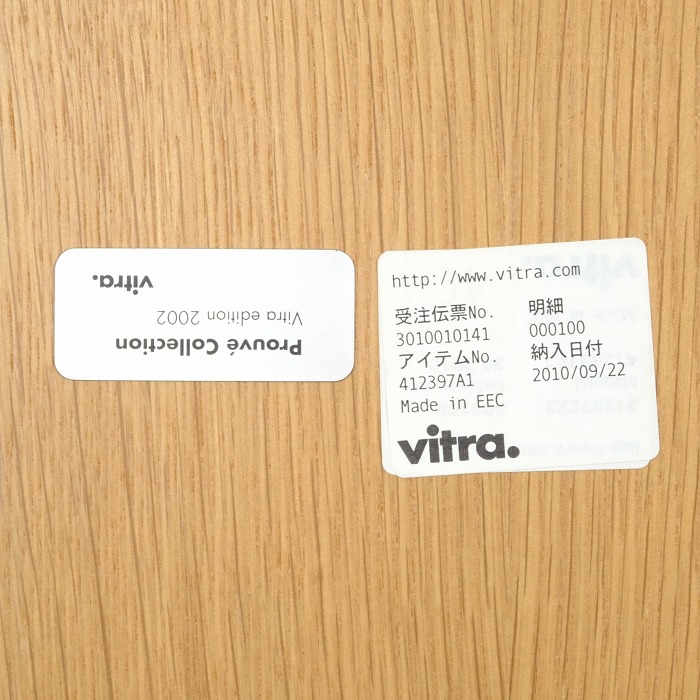 Prouvé Collection
Vitra edition 2002
vitra.
http://www.vitra.com
受注伝票No. 明細
3010010141 000100
アイテムNo. 納入日付
412397A1 2010/09/22
Made in EEC
vitra.